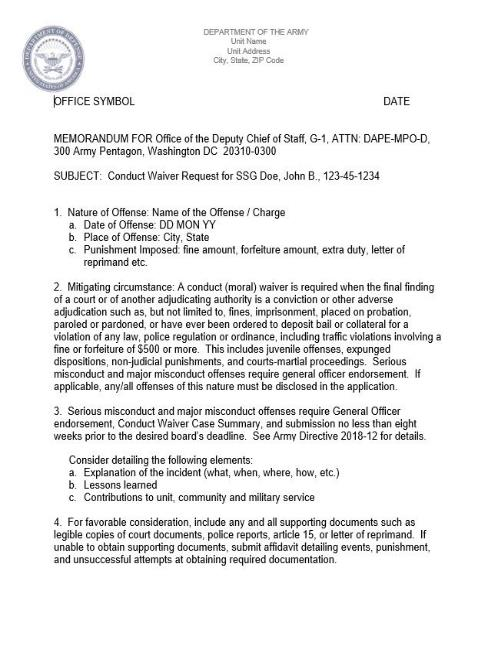 DEPARTMENT OF THE ARMY
Unit Name
Unit Address
City, State, ZIP Code
OFFICE SYMBOL DATE
MEMORANDUM FOR Office of the Deputy Chief of Staff, G-1, ATTN: DAPE-MPO-D,
300 Army Pentagon, Washington DC 20310-0300
SUBJECT: Conduct Waiver Request for SSG Doe, John B., 123-45-1234
1. Nature of Offense: Name of the Offense / Charge
a. Date of Offense: DD MON YY
b. Place of Offense: City, State
c. Punishment Imposed: fine amount, forfeiture amount, extra duty, letter of
reprimand etc.
2. Mitigating circumstance: A conduct (moral) waiver is required when the final finding
of a court or of another adjudicating authority is a conviction or other adverse
adjudication such as, but not limited to, fines, imprisonment, placed on probation,
paroled or pardoned, or have ever been ordered to deposit bail or collateral for a
violation of any law, police regulation or ordinance, including traffic violations involving a
fine or forfeiture of $500 or more. This includes juvenile offenses, expunged
dispositions, non-judicial punishments, and courts-martial proceedings. Serious
misconduct and major misconduct offenses require general officer endorsement. If
applicable, any/all offenses of this nature must be disclosed in the application.
3. Serious misconduct and major misconduct offenses require General Officer
endorsement, Conduct Waiver Case Summary, and submission no less than eight
weeks prior to the desired board's deadline. See Army Directive 2018-12 for details.
Consider detailing the following elements:
a. Explanation of the incident (what, when, where, how, etc.)
b. Lessons learned
c. Contributions to unit, community and military service
4. For favorable consideration, include any and all supporting documents such as
legible copies of court documents, police reports, article 15, or letter of reprimand. If
unable to obtain supporting documents, submit affidavit detailing events, punishment,
and unsuccessful attempts at obtaining required documentation.